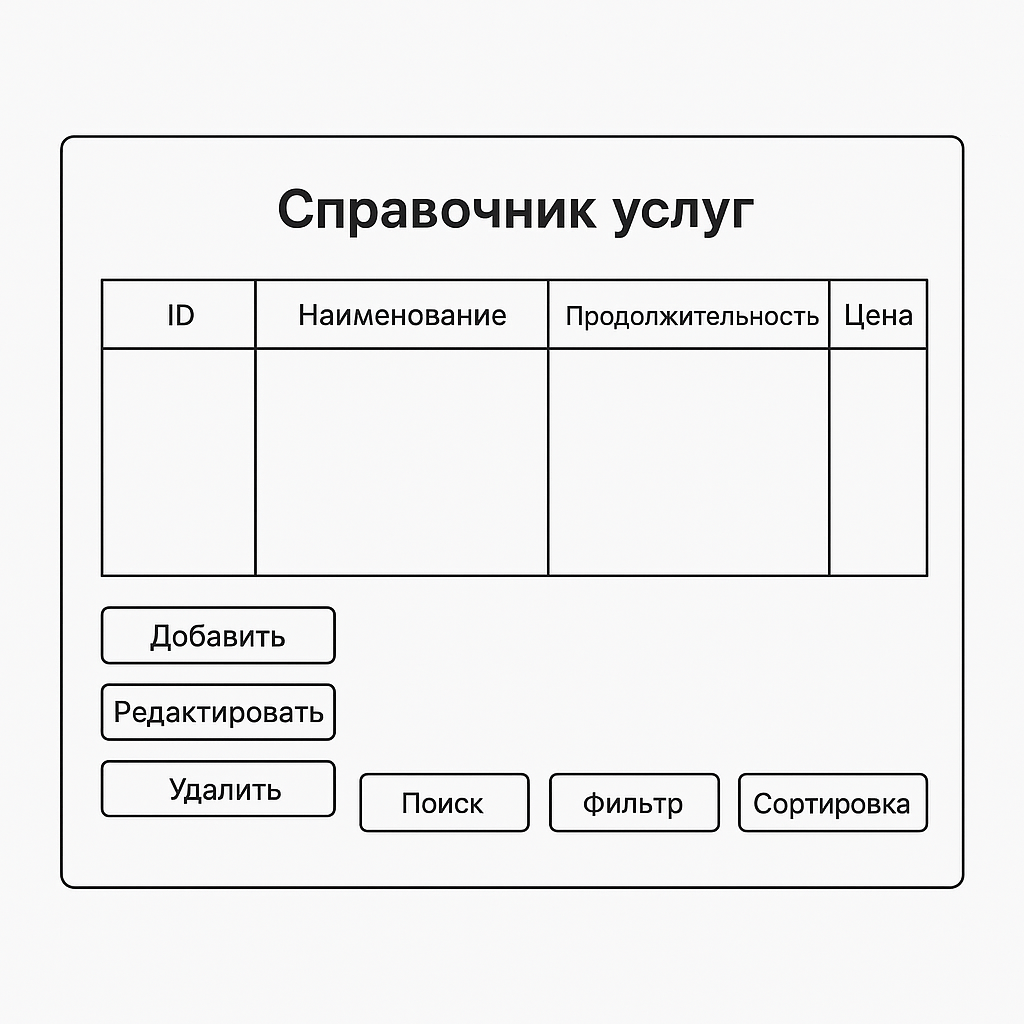 Справочник услуг
ID Наименование Продолжительность Цена
Добавить
Редактировать
Удалить
Поиск Фильтр Сортировка